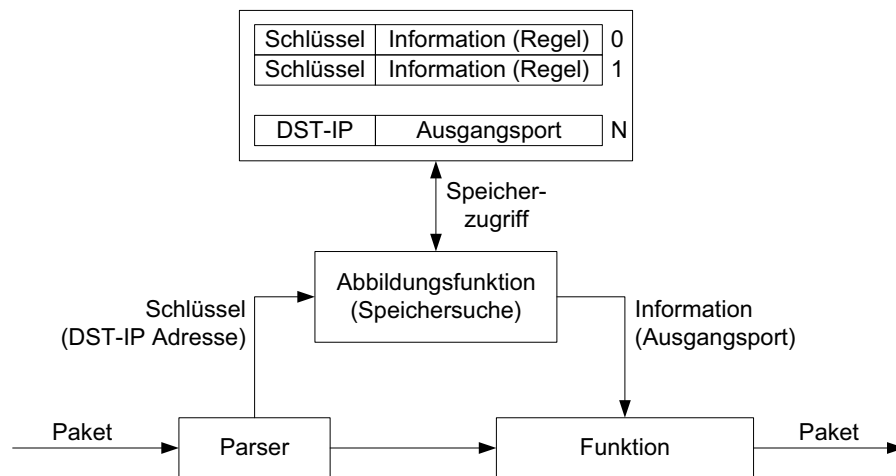 Schlüssel Information (Regel) 0
Schlüssel Information (Regel) 1
DST-IP Ausgangsport N
Speicher-
zugriff
Abbildungsfunktion
(Speichersuche)
Schlüssel
(DST-IP Adresse)
Information
(Ausgangsport)
Paket
Parser
Funktion
Paket